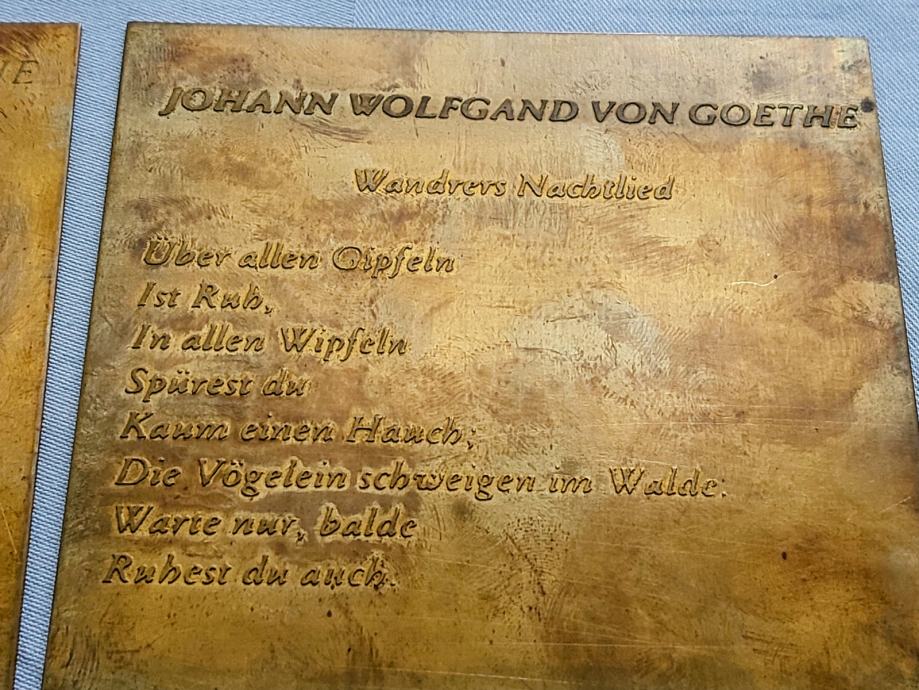 JOHANN WOLFGAND VON GOETHE
Wandrers Nachtlied
Über allen Gipfeln
Ist Ruh,
In allen Wipfeln
Spürest du
Kaum einen Hauch;
Die Vögelein schweigen im Walde.
Warte nur, balde
Ruhest du auch.